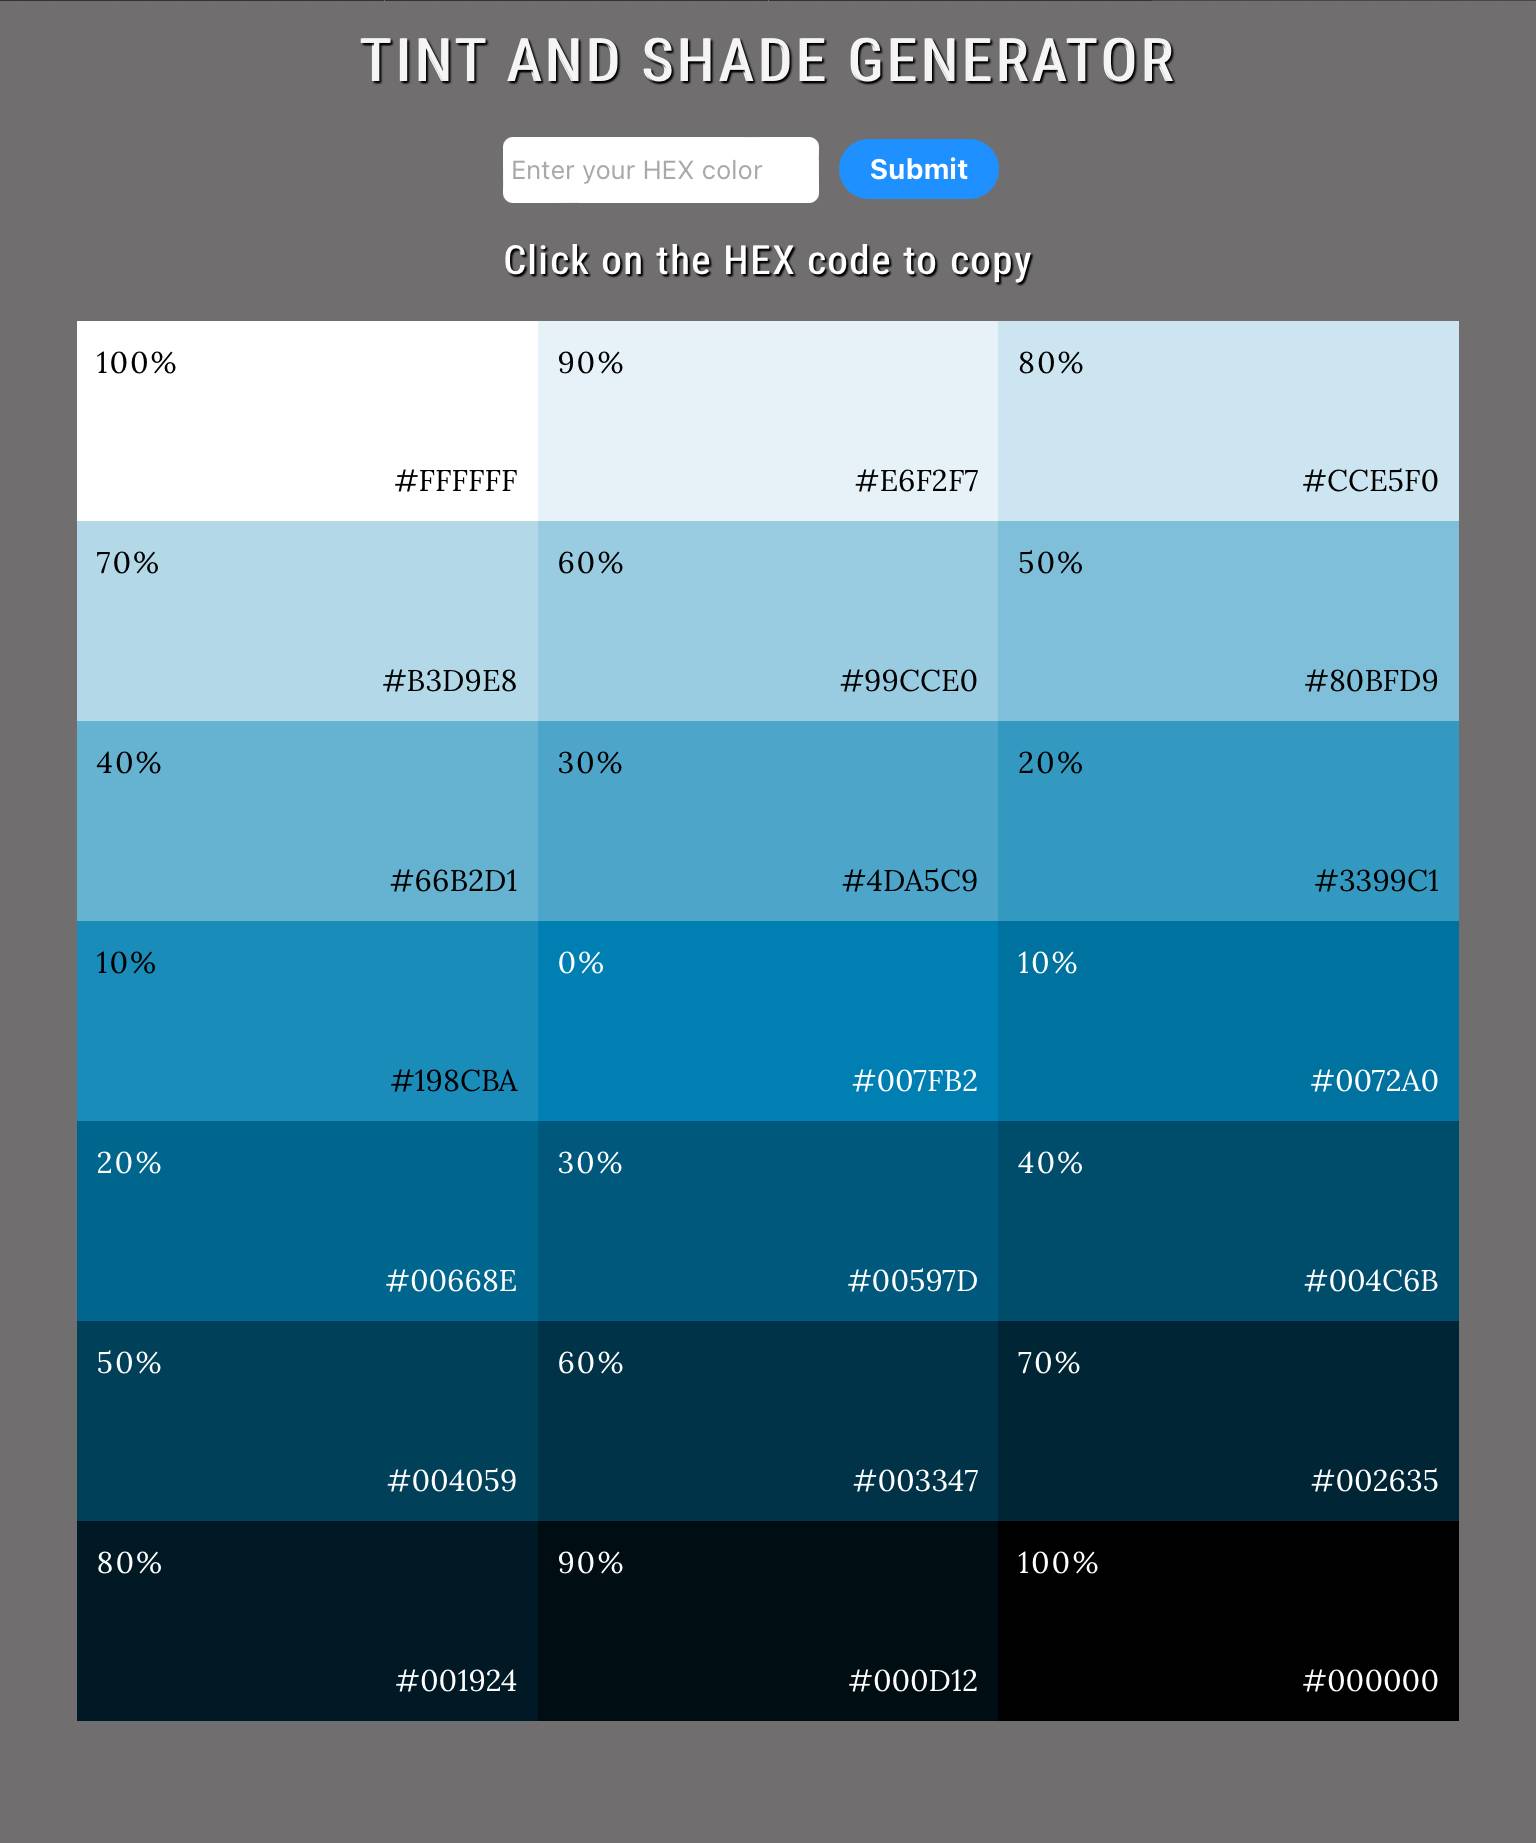 TINT AND SHADE GENERATOR
Enter your HEX color
Submit
Click on the HEX code to copy
100%
#FFFFFF
90%
#E6F2F7
80%
#CCE5F0
70%
#B3D9E8
60%
#99CCE0
50%
#80BFD9
40%
#66B2D1
30%
#4DA5C9
20%
#3399C1
10%
#198CBA
0%
#007FB2
10%
#0072A0
20%
#00668E
30%
#00597D
40%
#004C6B
50%
#004059
60%
#003347
70%
#002635
80%
#001924
90%
#000D12
100%
#000000